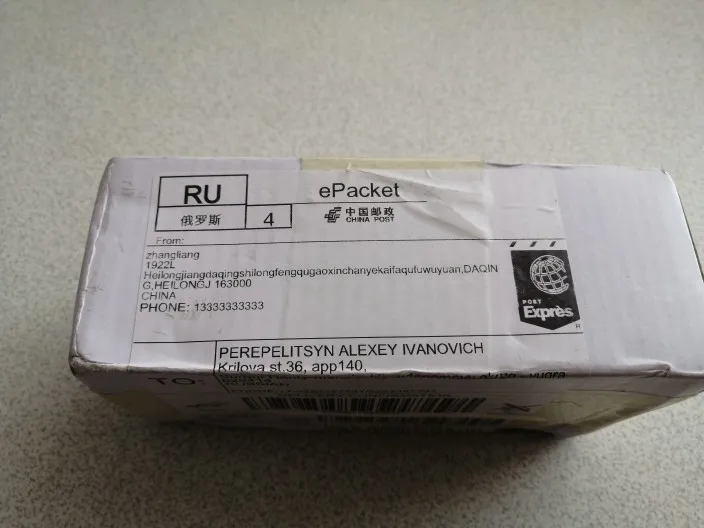 RU
ePacket
俄罗斯
4
中国邮政
CHINA POST
From:
zhangliang
1922L
Heilongjiangdaqingshilongfengqugaoxinchanyekaifaqufuwuyuan,DAQIN
G,HEILONGJ 163000
CHINA
PHONE: 13333333333
POST
Exprès
PEREPELITSYN ALEXEY IVANOVICH
Krilova st.36, app140,
TO: